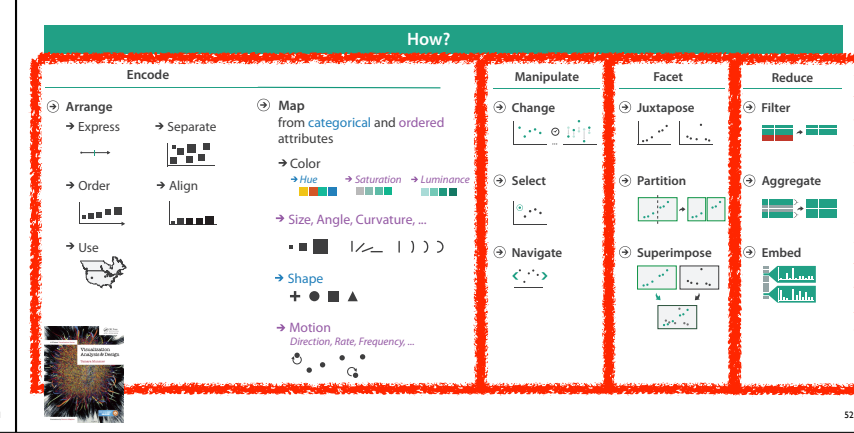 How?
Encode
Arrange
Express
Separate
Order
Align
Use
Map
from categorical and ordered
attributes
Color
Hue
Saturation
Luminance
Size, Angle, Curvature, ...
Shape
Motion
Direction, Rate, Frequency, ...
Manipulate
Change
...
Select
Navigate
Facet
Juxtapose
Partition
Superimpose
Reduce
Filter
Aggregate
Embed
Visualization
Analysis & Design
Tamara Munzner
52